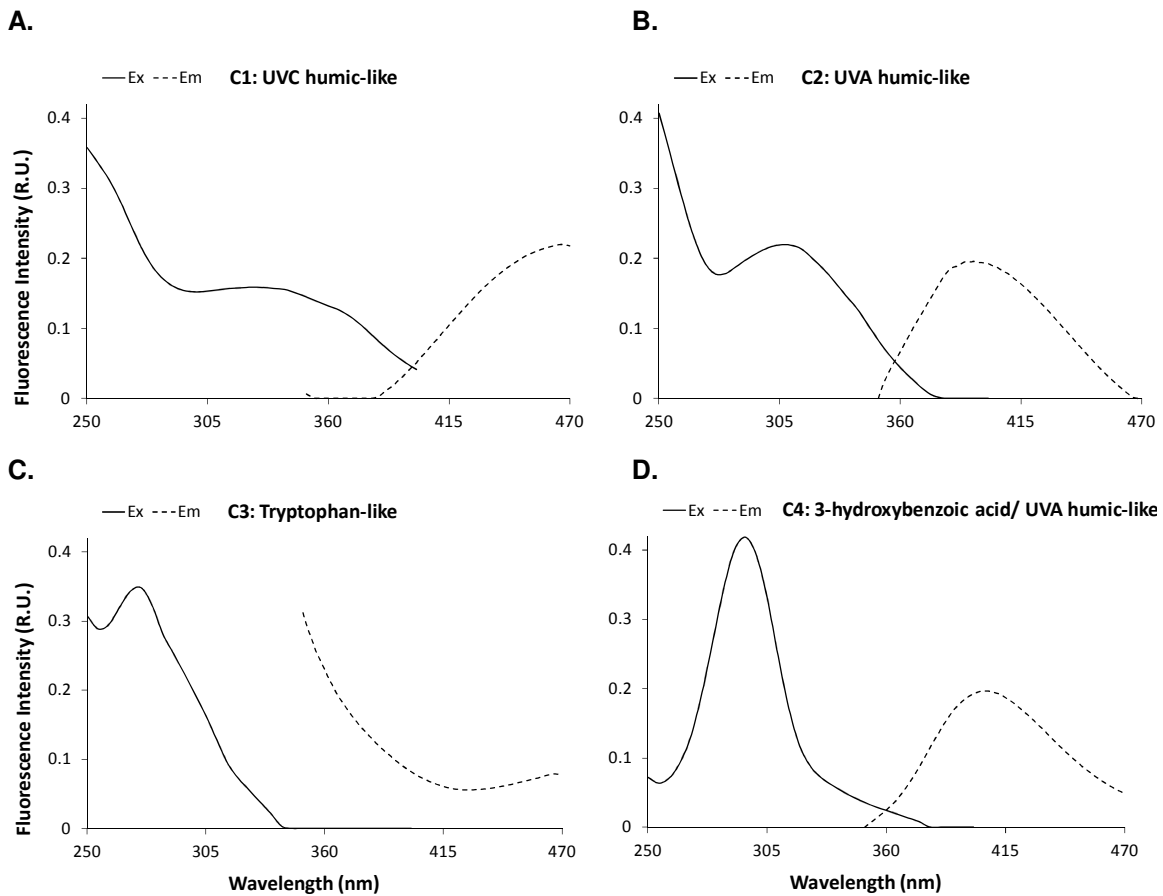 A.
Ex Em C1: UVC humic-like
Fluorescence Intensity (R.U.)
0.4
0.3
0.2
0.1
0
250 305 360 415 470
B.
Ex Em C2: UVA humic-like
0.4
0.3
0.2
0.1
0
250 305 360 415 470
C.
Ex Em C3: Tryptophan-like
Fluorescence Intensity (R.U.)
0.4
0.3
0.2
0.1
0
250 305 360 415 470
Wavelength (nm)
D.
Ex Em C4: 3-hydroxybenzoic acid/ UVA humic-like
0.4
0.3
0.2
0.1
0
250 305 360 415 470
Wavelength (nm)